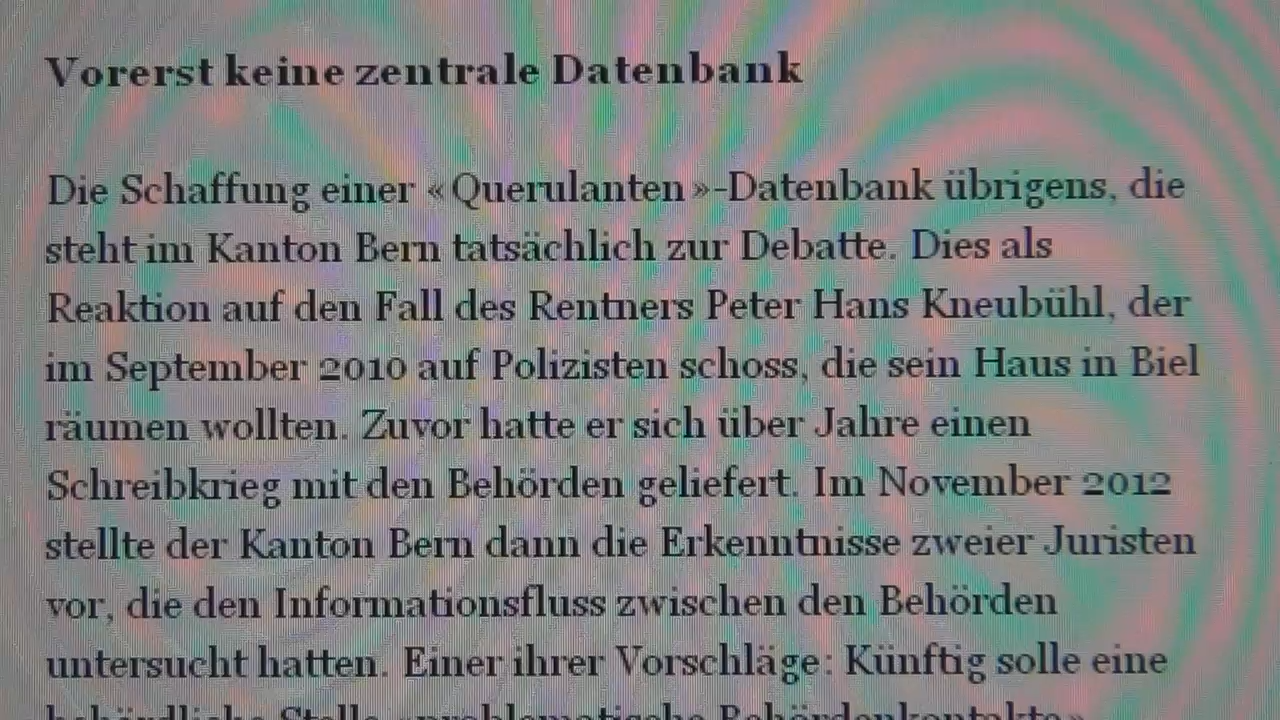 Vorerst keine zentrale Datenbank
Die Schaffung einer «Querulanten»-Datenbank übrigens, die
steht im Kanton Bern tatsächlich zur Debatte. Dies als
Reaktion auf den Fall des Rentners Peter Hans Kneubühl, der
im September 2010 auf Polizisten schoss, die sein Haus in Biel
räumen wollten. Zuvor hatte er sich über Jahre einen
Schreibkrieg mit den Behörden geliefert. Im November 2012
stellte der Kanton Bern dann die Erkenntnisse zweier Juristen
vor, die den Informationsfluss zwischen den Behörden
untersucht hatten. Einer ihrer Vorschläge: Künftig solle eine
behördliche Stelle «problematische Behördenkontakte»